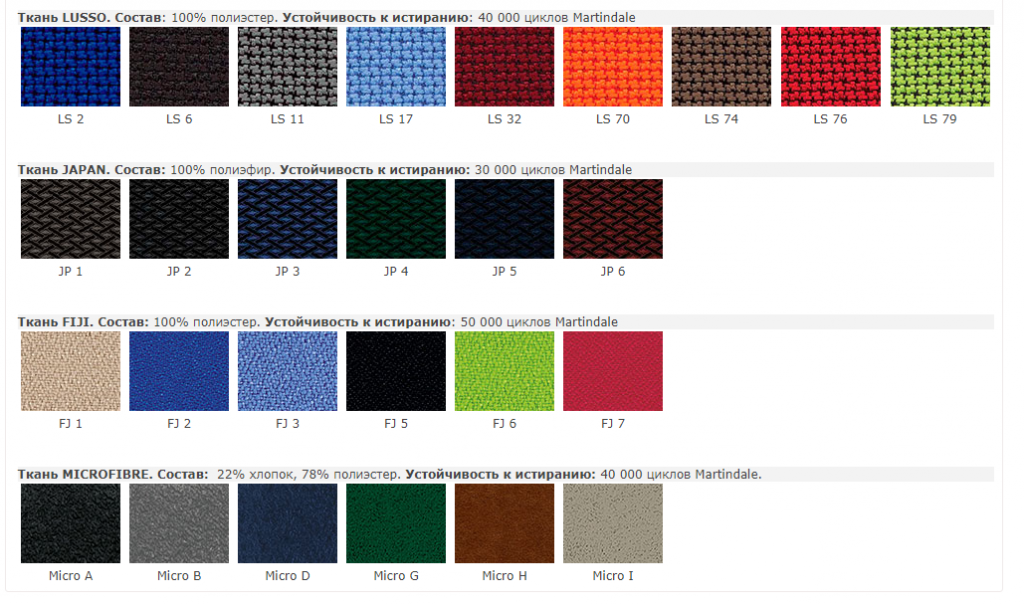 Ткань LUSSO. Состав: 100% полиэстер. Устойчивость к истиранию: 40 000 циклов Martindale
LS 2 LS 6 LS 11 LS 17 LS 32 LS 70 LS 74 LS 76 LS 79
Ткань JAPAN. Состав: 100% полиэфир. Устойчивость к истиранию: 30 000 циклов Martindale
JP 1 JP 2 JP 3 JP 4 JP 5 JP 6
Ткань FIJI. Состав: 100% полиэстер. Устойчивость к истиранию: 50 000 циклов Martindale
FJ 1 FJ 2 FJ 3 FJ 5 FJ 6 FJ 7
Ткань MICROFIBRE. Состав: 22% хлопок, 78% полиэстер. Устойчивость к истиранию: 40 000 циклов Martindale.
Micro A Micro B Micro D Micro G Micro H Micro I